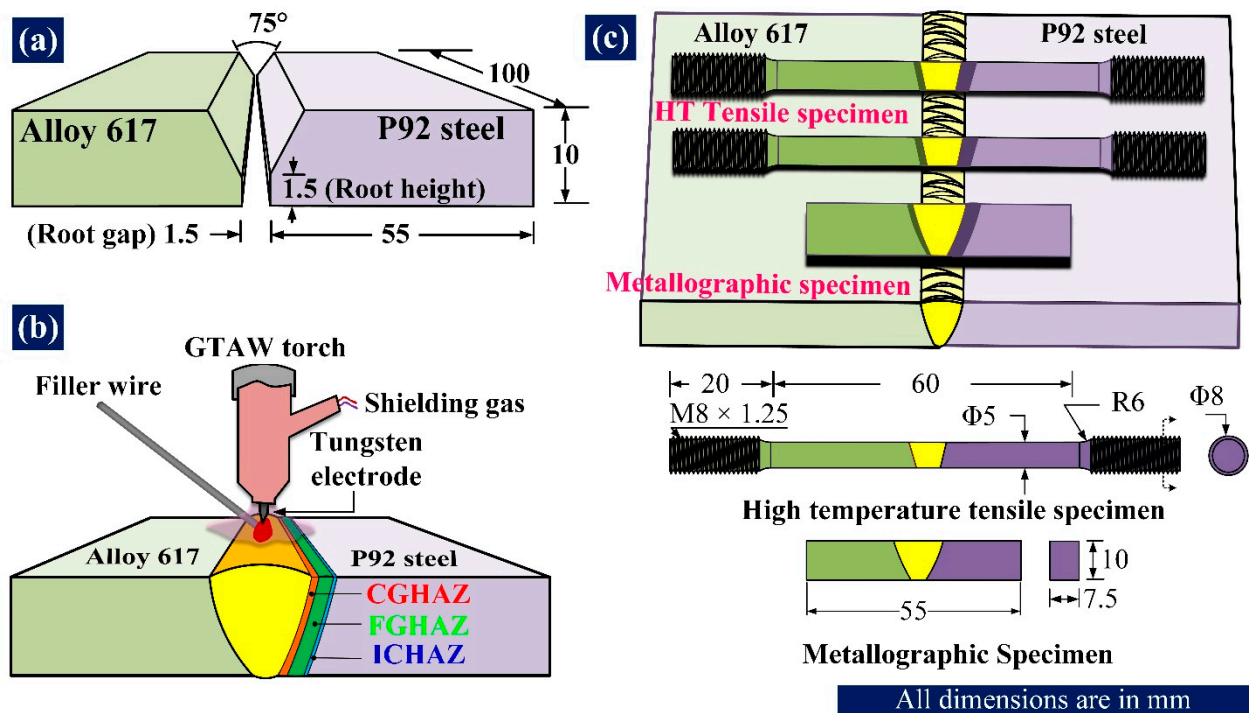 (a)
75°
100
Alloy 617
P92 steel
10
1.5 (Root height)
(Root gap) 1.5
55
(b)
GTAW torch
Filler wire
Shielding gas
Tungsten
electrode
Alloy 617
P92 steel
CGHAZ
FGHAZ
ICHAZ
(c)
Alloy 617
P92 steel
HT Tensile specimen
Metallographic specimen
20
60
M8 × 1.25
Φ5
R6
Φ8
High temperature tensile specimen
10
55
7.5
Metallographic Specimen
All dimensions are in mm